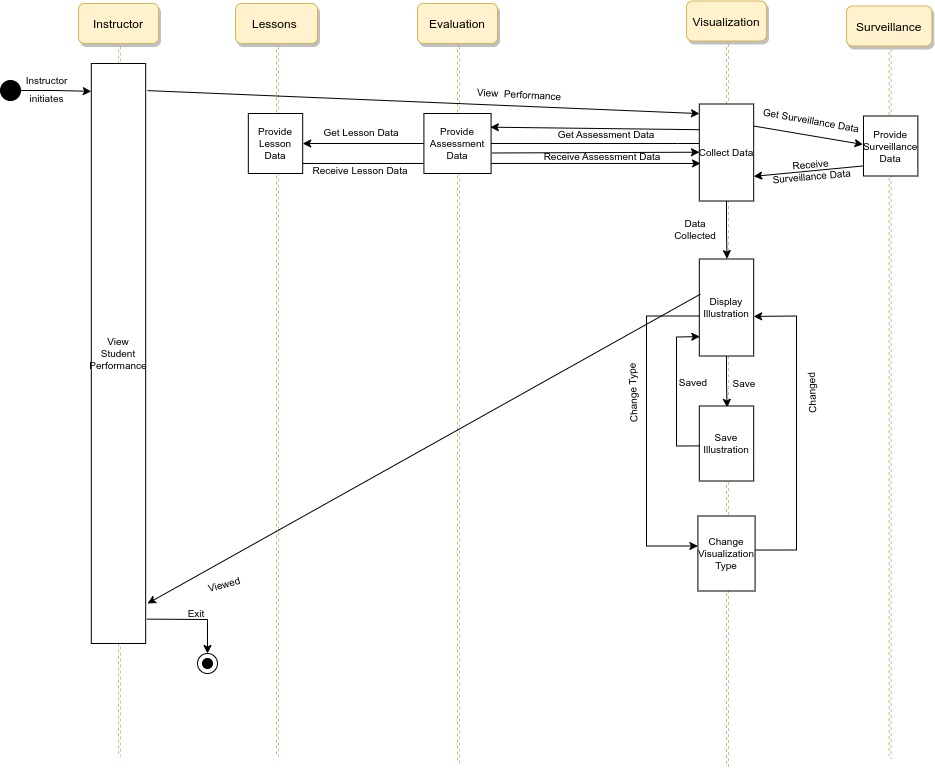 Instructor
Lessons
Evaluation
Visualization
Surveillance
Instructor
initiates
View Performance
Provide
Lesson
Data
Get Lesson Data
Receive Lesson Data
Provide
Assessment
Data
Get Assessment Data
Receive Assessment Data
Collect Data
Get Surveillance Data
Receive
Surveillance Data
Provide
Surveillance
Data
Data
Collected
Display
Illustration
View
Student
Performance
Change Type
Saved
Save
Changed
Save
Illustration
Change
Visualization
Type
Viewed
Exit